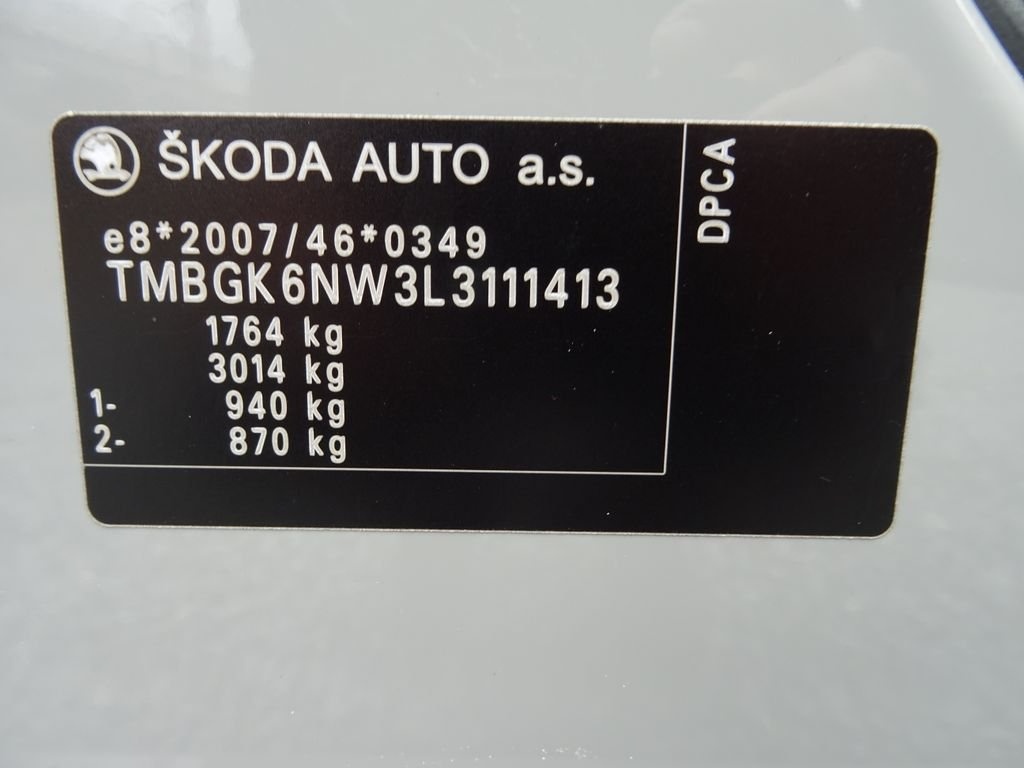 ŠKODA AUTO a.s.
e8*2007/46*0349
TMBGK6NW3L3111413
1764 kg
3014 kg
1- 940 kg
2- 870 kg
DPCA